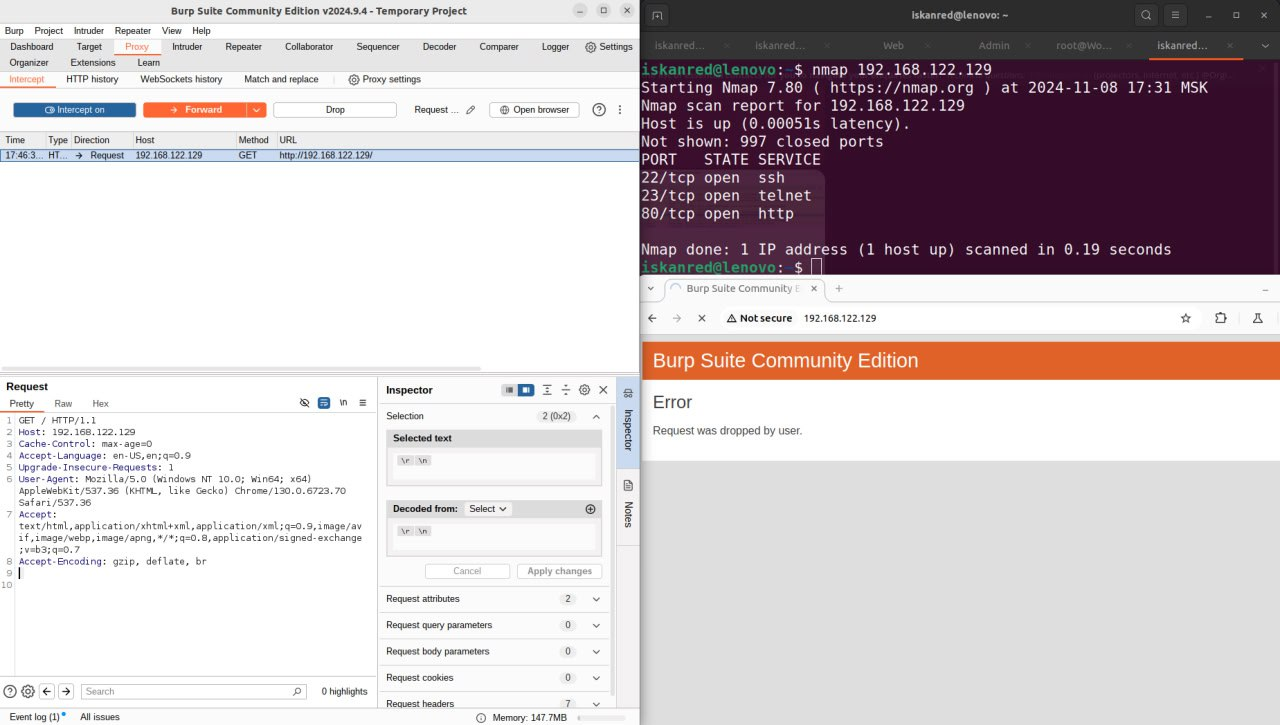 Burp Suite Community Edition v2024.9.4 - Temporary Project
Burp Project Intruder Repeater View Help
Dashboard Target Proxy Intruder Repeater Collaborator Sequencer Decoder Comparer Logger Settings
Organizer Extensions Learn
Intercept HTTP history WebSockets history Match and replace Proxy settings
Intercept on Forward Drop Request ... Open browser
Time Type Direction Host Method URL
17:46:3... HT... → Request 192.168.122.129 GET http://192.168.122.129/
Request
Pretty Raw Hex \n
1 GET / HTTP/1.1
2 Host: 192.168.122.129
3 Cache-Control: max-age=0
4 Accept-Language: en-US,en;q=0.9
5 Upgrade-Insecure-Requests: 1
6 User-Agent: Mozilla/5.0 (Windows NT 10.0; Win64; x64)
AppleWebKit/537.36 (KHTML, like Gecko) Chrome/130.0.6723.70
Safari/537.36
7 Accept:
text/html,application/xhtml+xml,application/xml;q=0.9,image/av
if,image/webp,image/apng,*/*;q=0.8,application/signed-exchange
;v=b3;q=0.7
8 Accept-Encoding: gzip, deflate, br
9
10
Search 0 highlights
Inspector
Selection 2 (0x2)
Selected text
\r \n
Decoded from: Select
\r \n
Cancel Apply changes
Request attributes 2
Request query parameters 0
Request body parameters 0
Request cookies 0
Request headers 7
Inspector
Notes
Event log (1) All issues
Memory: 147.7MB
iskanred@lenovo: ~
iskanred... iskanred... Web Admin root@Wo... iskanred...
iskanred@lenovo:~$ nmap 192.168.122.129
Starting Nmap 7.80 ( https://nmap.org ) at 2024-11-08 17:31 MSK
Nmap scan report for 192.168.122.129
Host is up (0.00051s latency).
Not shown: 997 closed ports
PORT   STATE SERVICE
22/tcp open  ssh
23/tcp open  telnet
80/tcp open  http
Nmap done: 1 IP address (1 host up) scanned in 0.19 seconds
iskanred@lenovo:~$
Burp Suite Community E
Not secure 192.168.122.129
Burp Suite Community Edition
Error
Request was dropped by user.